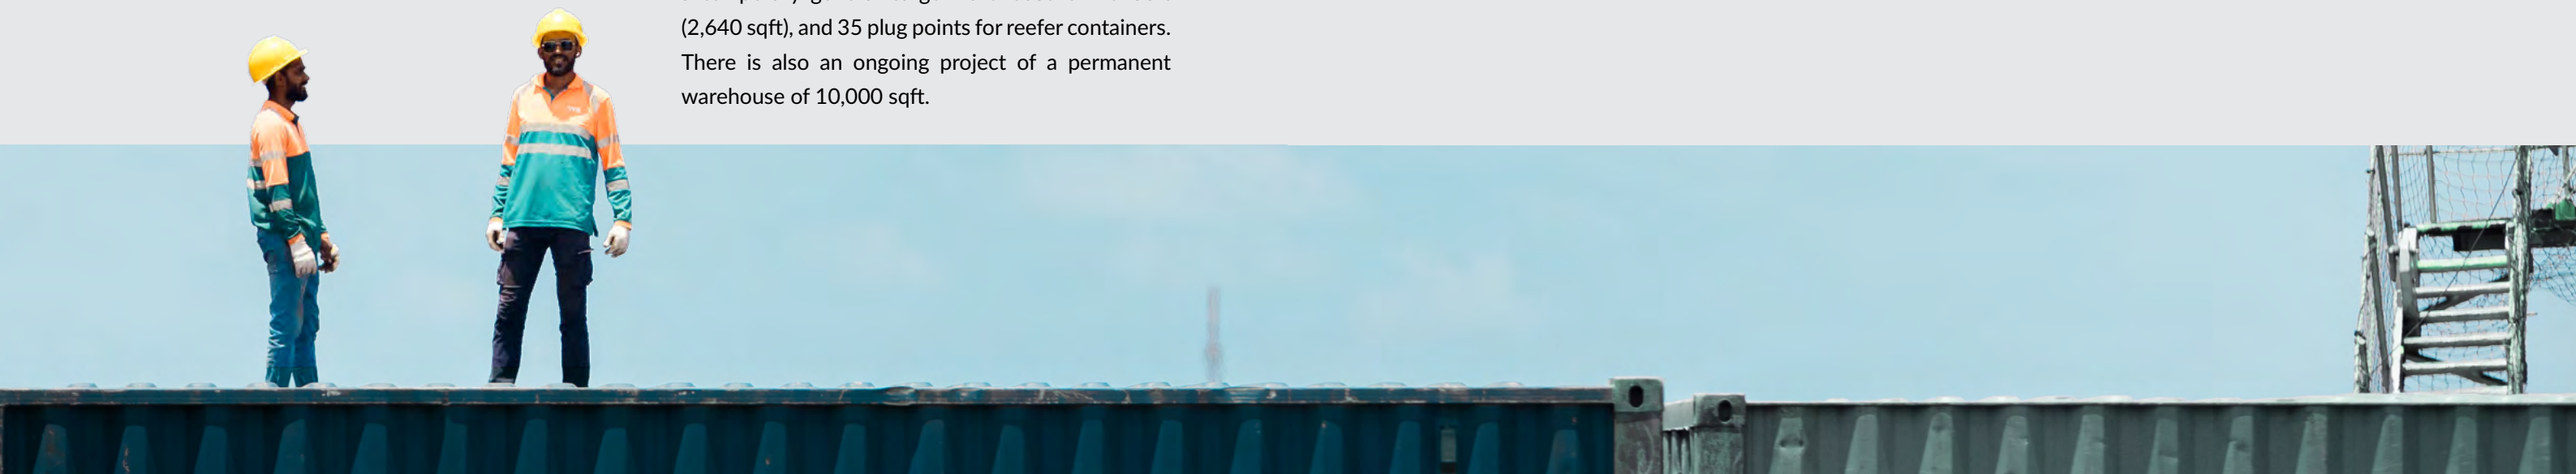 (2,640 sqft), and 35 plug points for reefer containers.
There is also an ongoing project of a permanent
warehouse of 10,000 sqft.